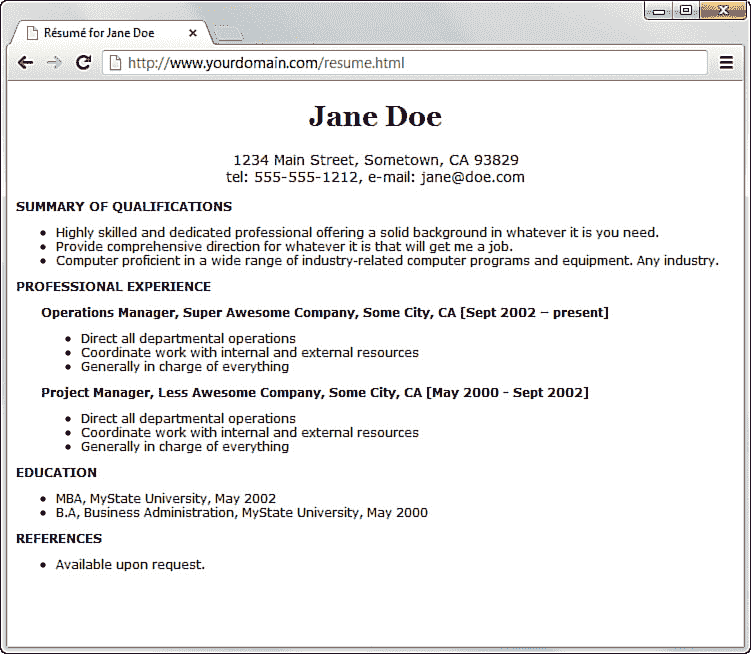 Résumé for Jane Doe
http://www.yourdomain.com/resume.html
Jane Doe
1234 Main Street, Sometown, CA 93829
tel: 555-555-1212, e-mail: jane@doe.com
SUMMARY OF QUALIFICATIONS
• Highly skilled and dedicated professional offering a solid background in whatever it is you need.
• Provide comprehensive direction for whatever it is that will get me a job.
• Computer proficient in a wide range of industry-related computer programs and equipment. Any industry.
PROFESSIONAL EXPERIENCE
Operations Manager, Super Awesome Company, Some City, CA [Sept 2002 – present]
• Direct all departmental operations
• Coordinate work with internal and external resources
• Generally in charge of everything
Project Manager, Less Awesome Company, Some City, CA [May 2000 - Sept 2002]
• Direct all departmental operations
• Coordinate work with internal and external resources
• Generally in charge of everything
EDUCATION
• MBA, MyState University, May 2002
• B.A, Business Administration, MyState University, May 2000
REFERENCES
• Available upon request.